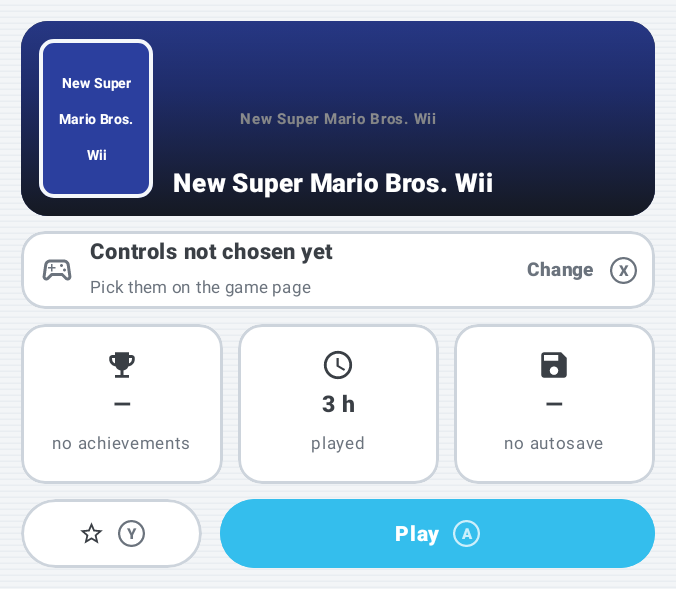 New Super
Mario Bros.
Wii
New Super Mario Bros. Wii
New Super Mario Bros. Wii
Controls not chosen yet
Pick them on the game page
Change X
–
no achievements
3 h
played
–
no autosave
Y
Play A